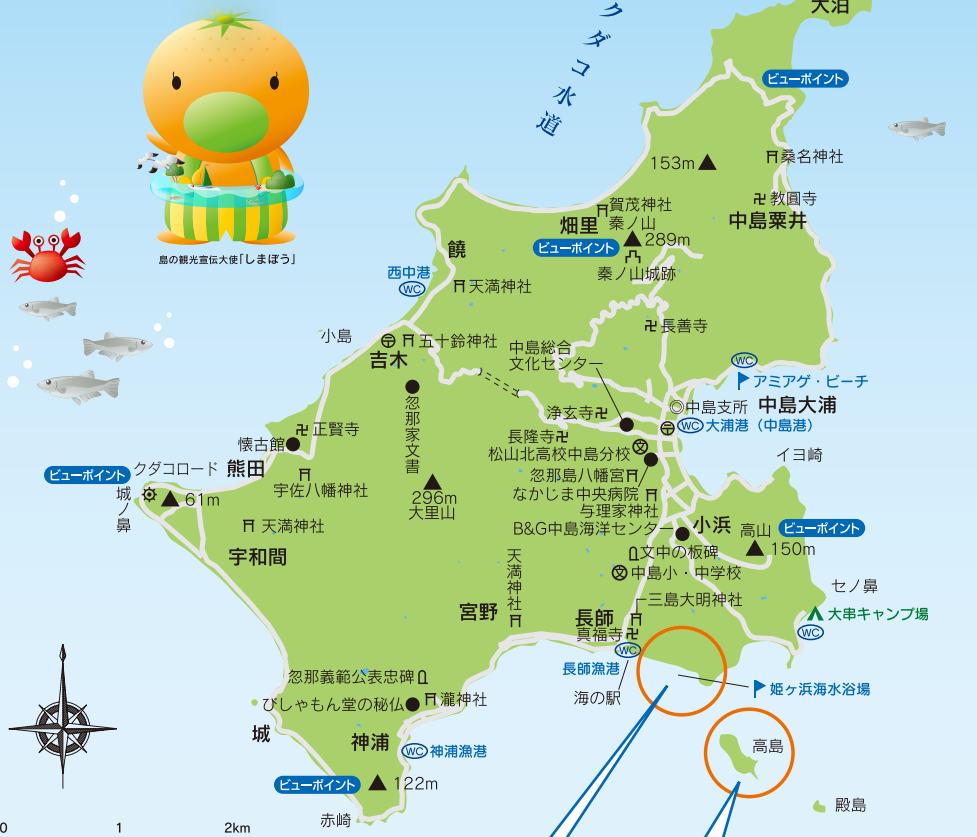 大泊
クダコ水道
ビューポイント
153m
桑名神社
教圓寺
中島粟井
賀茂神社
畑里
秦ノ山
289m
ビューポイント
秦ノ山城跡
島の観光宣伝大使「しまぼう」
饒
西中港
WC
天満神社
長善寺
小島
五十鈴神社
吉木
中島総合
文化センター
WC
アミアゲ・ビーチ
忽那家文書
浄玄寺
中島支所
中島大浦
WC
大浦港（中島港）
正賢寺
懐古館
長隆寺
松山北高校中島分校
イヨ崎
ビューポイント
クダコロード
熊田
忽那島八幡宮
宇佐八幡神社
なかじま中央病院
城ノ鼻
61m
296m
大里山
与理家神社
天満神社
B&G中島海洋センター
小浜
高山
ビューポイント
150m
宇和間
天満神社
文中の板碑
中島小・中学校
セノ鼻
宮野
三島大明神社
長師
大串キャンプ場
真福寺
WC
WC
長師漁港
忽那義範公表忠碑
姫ヶ浜海水浴場
海の駅
びしゃもん堂の秘仏
瀧神社
城
神浦
WC
神浦漁港
高島
ビューポイント
122m
殿島
赤崎
0
1
2km